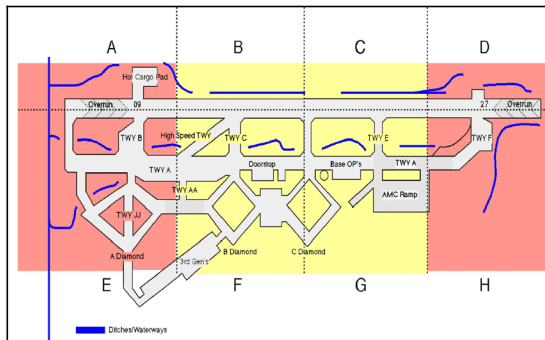 A B C D
Hot Cargo Pad
Overrun 09 27 Overrun
TWY B High Speed TWY TWY C TWY E TWY F
Doorstop Base OP's
TWY A TWY A
TWY AA
AMC Ramp
TWY JJ
A Diamond B Diamond C Diamond
3rd Gen's
E F G H
Ditches/Waterways